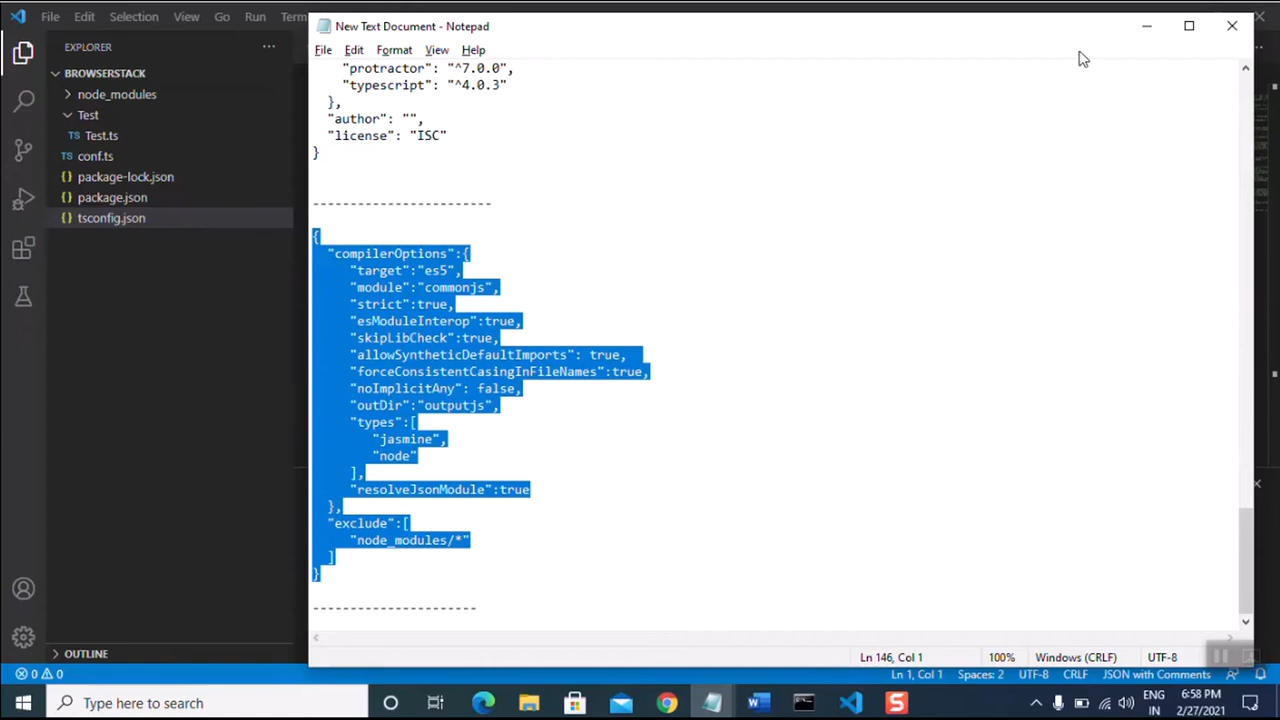 File Edit Selection View Go Run Term
New Text Document - Notepad
File Edit Format View Help
EXPLORER
BROWSERSTACK
node_modules
Test
TS Test.ts
TS conf.ts
{} package-lock.json
{} package.json
{} tsconfig.json
OUTLINE
"protractor": "^7.0.0",
"typescript": "^4.0.3"
},
"author": "",
"license": "ISC"
}
------------------------
{
"compilerOptions":{
"target":"es5",
"module":"commonjs",
"strict":true,
"esModuleInterop":true,
"skipLibCheck":true,
"allowSyntheticDefaultImports": true,
"forceConsistentCasingInFileNames":true,
"noImplicitAny": false,
"outDir":"outputjs",
"types":[
"jasmine",
"node"
],
"resolveJsonModule":true
},
"exclude":[
"node_modules/*"
]
}
----------------------
Ln 146, Col 1 100% Windows (CRLF) UTF-8
0 0 Ln 1, Col 1 Spaces: 2 UTF-8 CRLF JSON with Comments
Type here to search
ENG
IN
6:58 PM
2/27/2021